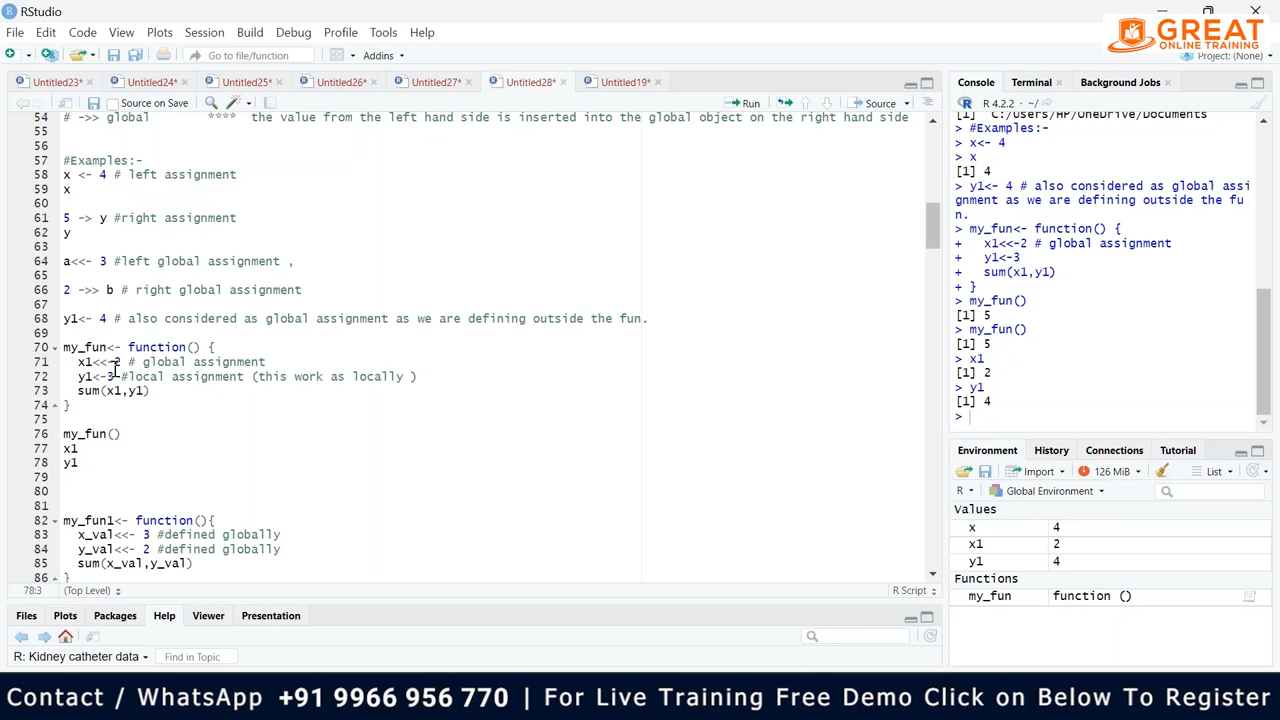 RStudio
File Edit Code View Plots Session Build Debug Profile Tools Help
GREAT
ONLINE TRAINING
Go to file/function
Addins
Project: (None)
Untitled23* Untitled24* Untitled25* Untitled26* Untitled27* Untitled28* Untitled19*
Source on Save
Run
Source
54 # ->> global **** the value from the left hand side is inserted into the global object on the right hand side
55
56
57 #Examples:-
58 x <- 4 # left assignment
59 x
60
61 5 -> y #right assignment
62 y
63
64 a<<- 3 #left global assignment ,
65
66 2 ->> b # right global assignment
67
68 y1<- 4 # also considered as global assignment as we are defining outside the fun.
69
70 my_fun<- function() {
71 x1<<-2 # global assignment
72 y1<-3 #local assignment (this work as locally )
73 sum(x1,y1)
74 }
75
76 my_fun()
77 x1
78 y1
79
80
81
82 my_fun1<- function(){
83 x_val<<- 3 #defined globally
84 y_val<<- 2 #defined globally
85 sum(x_val,y_val)
86 }
78:3 (Top Level) R Script
Console Terminal Background Jobs
R 4.2.2 · ~/
[1] "C:/Users/HP/OneDrive/Documents"
> #Examples:-
> x<- 4
> x
[1] 4
> y1<- 4 # also considered as global assi
gnment as we are defining outside the fu
n.
> my_fun<- function() {
+ x1<<-2 # global assignment
+ y1<-3
+ sum(x1,y1)
+ }
> my_fun()
[1] 5
> my_fun()
[1] 5
> x1
[1] 2
> y1
[1] 4
>
Environment History Connections Tutorial
Import 126 MiB List
R Global Environment
Values
x 4
x1 2
y1 4
Functions
my_fun function ()
Files Plots Packages Help Viewer Presentation
R: Kidney catheter data Find in Topic
Contact / WhatsApp +91 9966 956 770 | For Live Training Free Demo Click on Below To Register